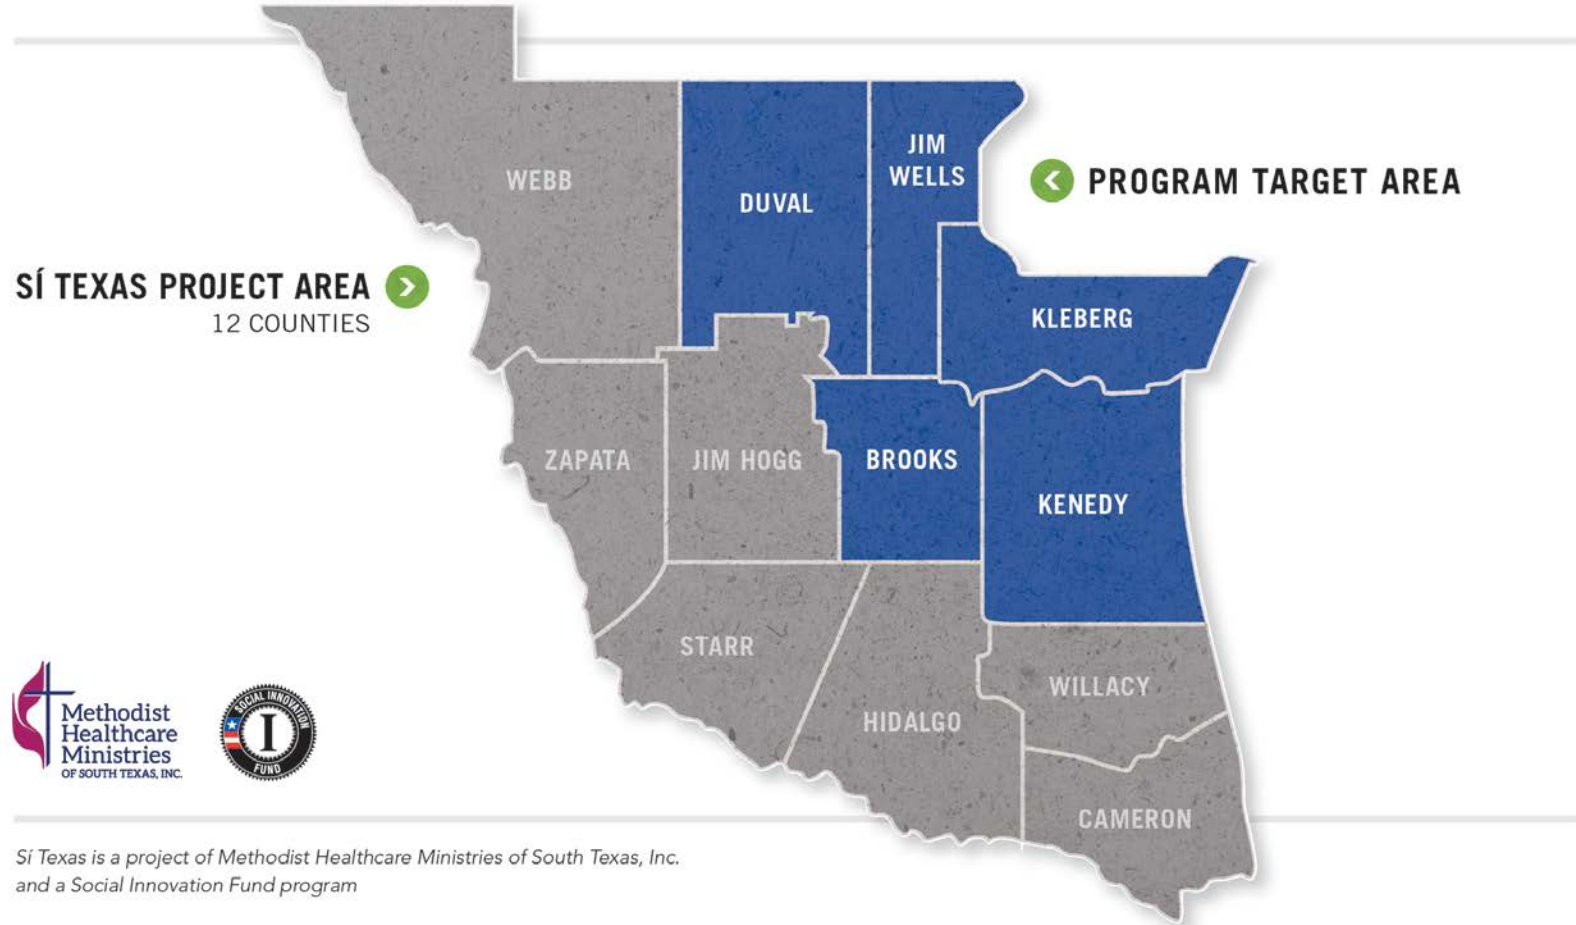 WEBB
DUVAL
JIM
WELLS
PROGRAM TARGET AREA
SÍ TEXAS PROJECT AREA
12 COUNTIES
KLEBERG
ZAPATA
JIM HOGG
BROOKS
KENEDY
STARR
WILLACY
HIDALGO
CAMERON
Methodist
Healthcare
Ministries
OF SOUTH TEXAS, INC.
SOCIAL INNOVATION
I
FUND
Sí Texas is a project of Methodist Healthcare Ministries of South Texas, Inc.
and a Social Innovation Fund program